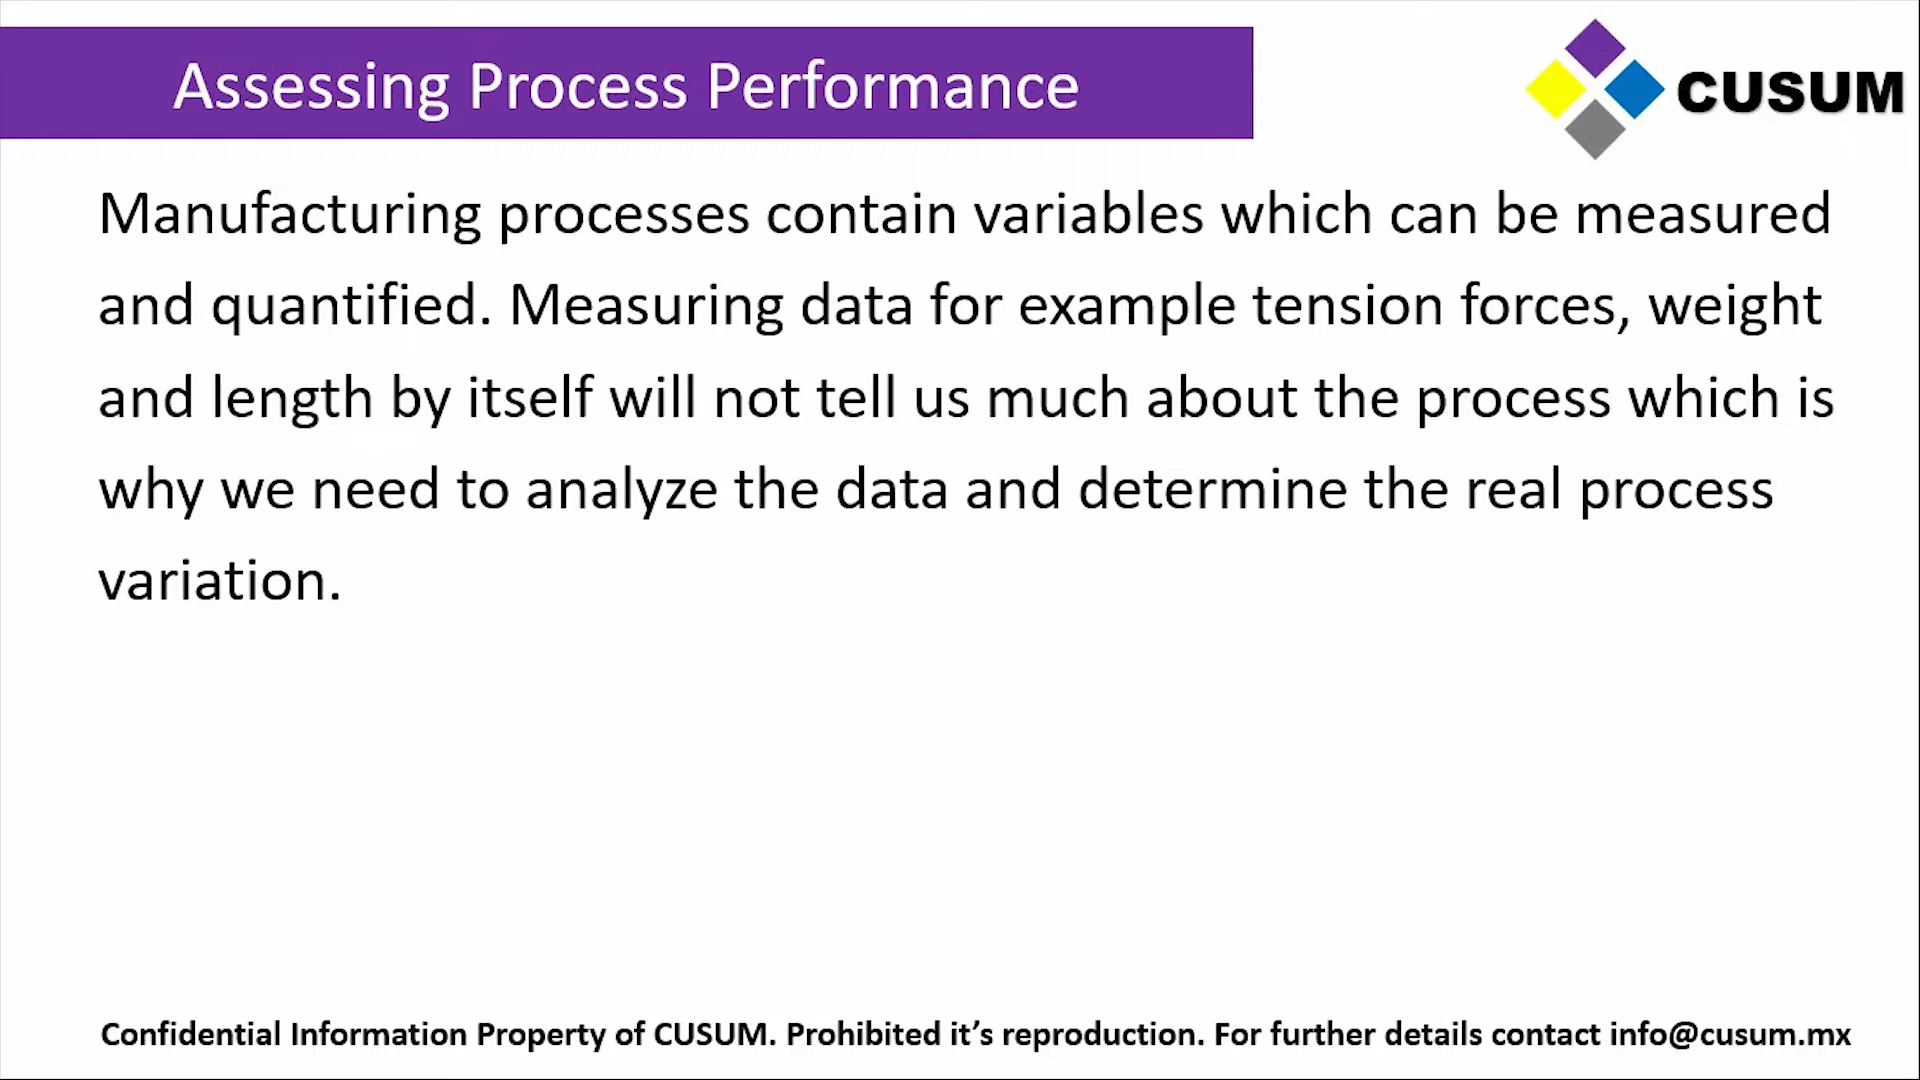 Assessing Process Performance
CUSUM
Manufacturing processes contain variables which can be measured
and quantified. Measuring data for example tension forces, weight
and length by itself will not tell us much about the process which is
why we need to analyze the data and determine the real process
variation.
Confidential Information Property of CUSUM. Prohibited it’s reproduction. For further details contact info@cusum.mx